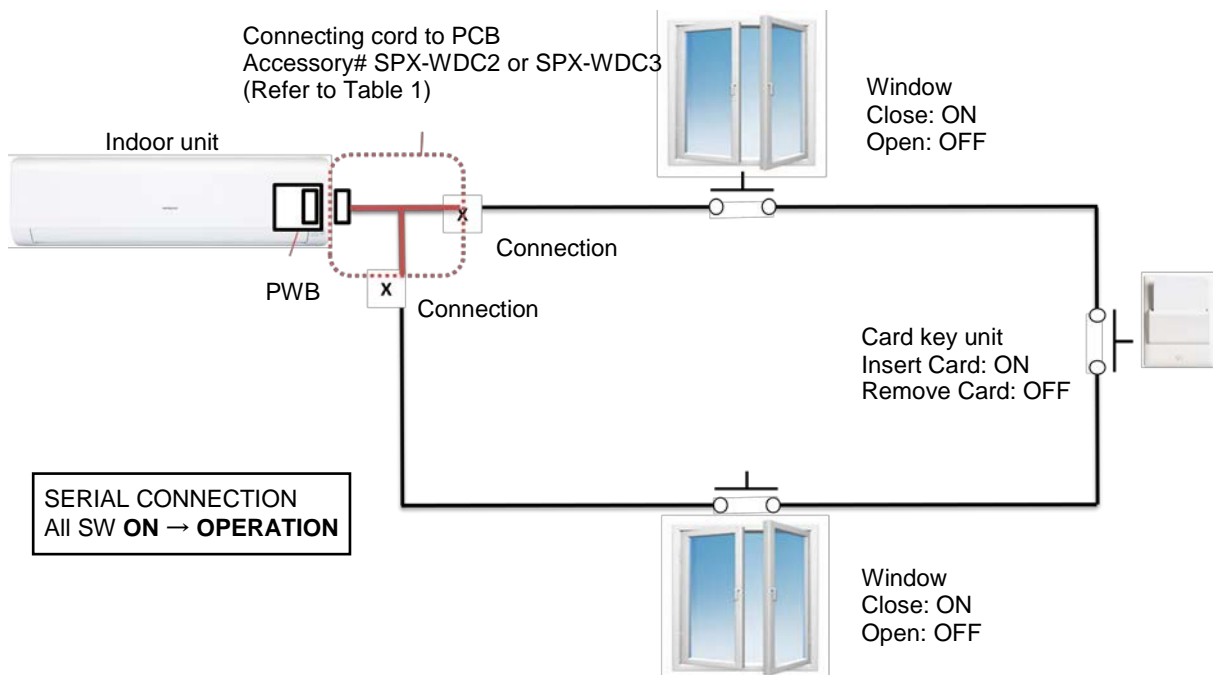 Connecting cord to PCB
Accessory# SPX-WDC2 or SPX-WDC3
(Refer to Table 1)
Indoor unit
Window
Close: ON
Open: OFF
X
Connection
PWB
X
Connection
Card key unit
Insert Card: ON
Remove Card: OFF
SERIAL CONNECTION
All SW ON → OPERATION
Window
Close: ON
Open: OFF